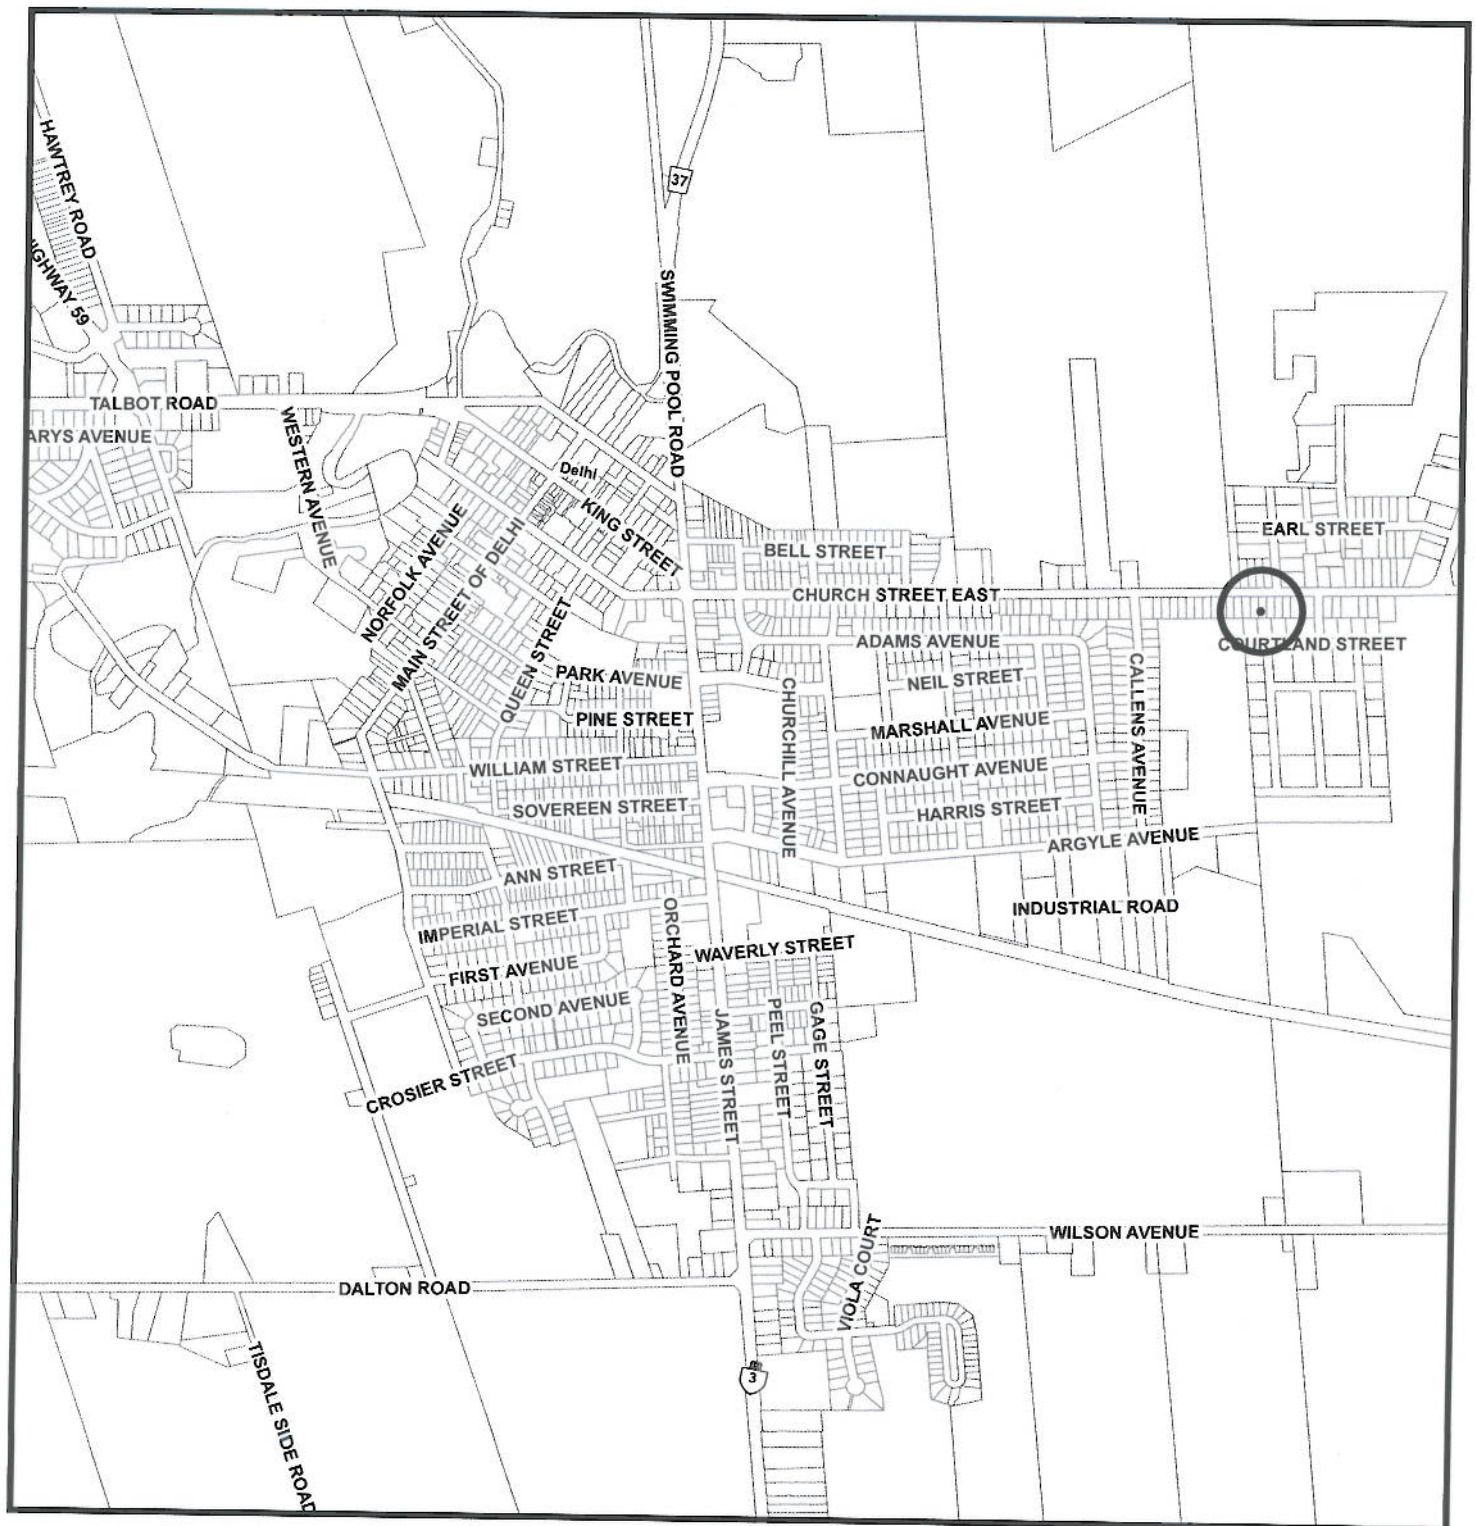 HAWTREY ROAD
HIGHWAY 59
37
SWIMMING POOL ROAD
TALBOT ROAD
ARYS AVENUE
WESTERN AVENUE
Delhi
KING STREET
NORFOLK AVENUE
MAIN STREET OF DELHI
QUEEN STREET
EARL STREET
BELL STREET
CHURCH STREET EAST
ADAMS AVENUE
COURTLAND STREET
PARK AVENUE
NEIL STREET
PINE STREET
CHURCHILL AVENUE
MARSHALL AVENUE
CALLENS AVENUE
WILLIAM STREET
CONNAUGHT AVENUE
SOVEREEN STREET
HARRIS STREET
ARGYLE AVENUE
ANN STREET
INDUSTRIAL ROAD
IMPERIAL STREET
ORCHARD AVENUE
WAVERLY STREET
FIRST AVENUE
SECOND AVENUE
JAMES STREET
PEEL STREET
GAGE STREET
CROSIER STREET
WILSON AVENUE
VIOLA COURT
DALTON ROAD
TISDALE SIDE ROAD
3